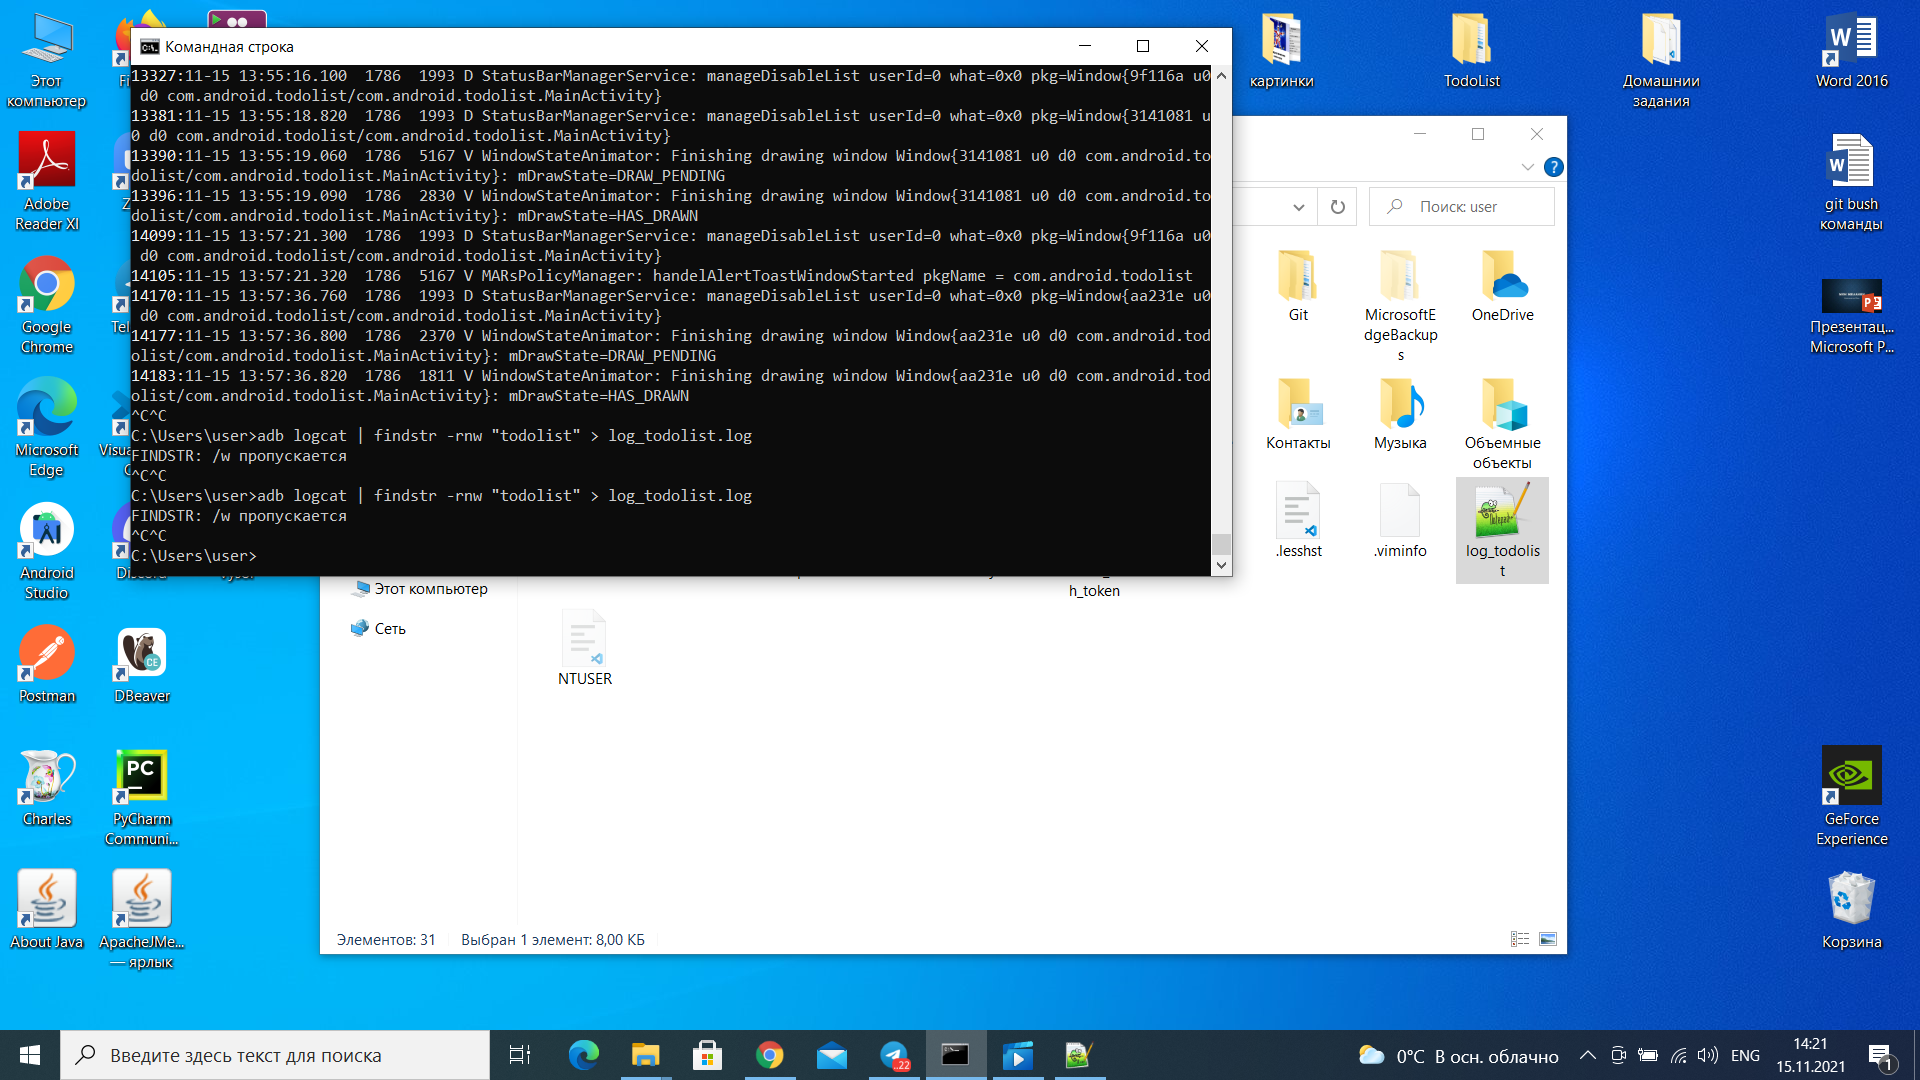 Командная строка
13327:11-15 13:55:16.100  1786  1993 D StatusBarManagerService: manageDisableList userId=0 what=0x0 pkg=Window{9f116a u0
 d0 com.android.todolist/com.android.todolist.MainActivity}
13381:11-15 13:55:18.820  1786  1993 D StatusBarManagerService: manageDisableList userId=0 what=0x0 pkg=Window{3141081 u
0 d0 com.android.todolist/com.android.todolist.MainActivity}
13390:11-15 13:55:19.060  1786  5167 V WindowStateAnimator: Finishing drawing window Window{3141081 u0 d0 com.android.to
dolist/com.android.todolist.MainActivity}: mDrawState=DRAW_PENDING
13396:11-15 13:55:19.090  1786  2830 V WindowStateAnimator: Finishing drawing window Window{3141081 u0 d0 com.android.to
dolist/com.android.todolist.MainActivity}: mDrawState=HAS_DRAWN
14099:11-15 13:57:21.300  1786  1993 D StatusBarManagerService: manageDisableList userId=0 what=0x0 pkg=Window{9f116a u0
 d0 com.android.todolist/com.android.todolist.MainActivity}
14105:11-15 13:57:21.320  1786  5167 V MARsPolicyManager: handelAlertToastWindowStarted pkgName = com.android.todolist
14170:11-15 13:57:36.760  1786  1993 D StatusBarManagerService: manageDisableList userId=0 what=0x0 pkg=Window{aa231e u0
 d0 com.android.todolist/com.android.todolist.MainActivity}
14177:11-15 13:57:36.800  1786  2370 V WindowStateAnimator: Finishing drawing window Window{aa231e u0 d0 com.android.tod
olist/com.android.todolist.MainActivity}: mDrawState=DRAW_PENDING
14183:11-15 13:57:36.820  1786  1811 V WindowStateAnimator: Finishing drawing window Window{aa231e u0 d0 com.android.tod
olist/com.android.todolist.MainActivity}: mDrawState=HAS_DRAWN
^C^C
C:\Users\user>adb logcat | findstr -rnw "todolist" > log_todolist.log
FINDSTR: /w пропускается
^C^C
C:\Users\user>adb logcat | findstr -rnw "todolist" > log_todolist.log
FINDSTR: /w пропускается
^C^C
C:\Users\user>
Этот
компьютер
Adobe
Reader XI
Google
Chrome
Microsoft
Edge
Android
Studio
Postman
DBeaver
Charles
PC
PyCharm
Communi...
About Java
ApacheJMe...
— ярлык
картинки
TodoList
Домашнии
задания
Word 2016
git bush
команды
Презентац...
Microsoft P...
GeForce
Experience
Корзина
Поиск: user
Git
MicrosoftE
dgeBackup
s
OneDrive
Контакты
Музыка
Объемные
объекты
.lesshst
.viminfo
log_todolis
t
Этот компьютер
Сеть
h_token
NTUSER
Элементов: 31
Выбран 1 элемент: 8,00 КБ
Введите здесь текст для поиска
..22
0°C В осн. облачно
ENG
14:21
15.11.2021
1